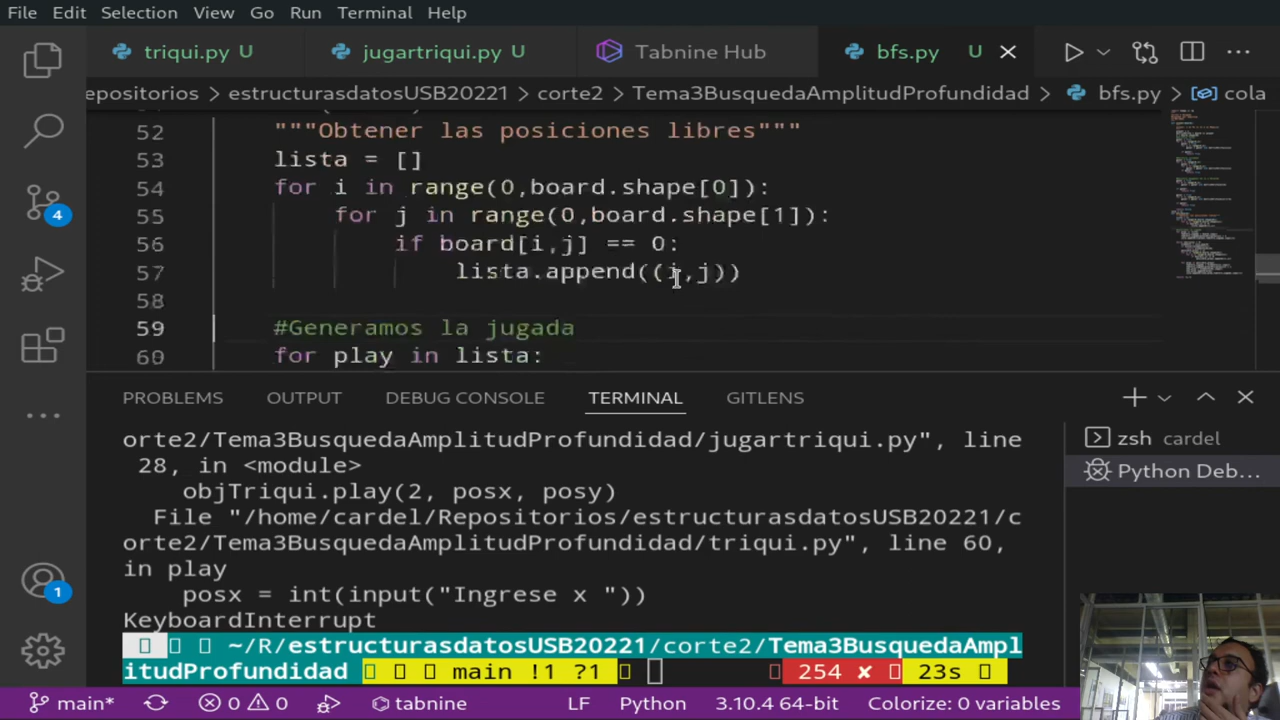 File Edit Selection View Go Run Terminal Help
triqui.py U jugartriqui.py U Tabnine Hub bfs.py U
epositorios > estructurasdatosUSB20221 > corte2 > Tema3BusquedaAmplitudProfundidad > bfs.py > cola
52 """Obtener las posiciones libres"""
53 lista = []
54 for i in range(0,board.shape[0]):
55 for j in range(0,board.shape[1]):
56 if board[i,j] == 0:
57 lista.append((i,j))
58
59 #Generamos la jugada
60 for play in lista:
4
1
PROBLEMS OUTPUT DEBUG CONSOLE TERMINAL GITLENS
orte2/Tema3BusquedaAmplitudProfundidad/jugartriqui.py", line
28, in <module>
objTriqui.play(2, posx, posy)
File "/home/cardel/Repositorios/estructurasdatosUSB20221/c
orte2/Tema3BusquedaAmplitudProfundidad/triqui.py", line 60,
in play
posx = int(input("Ingrese x "))
KeyboardInterrupt
~/R/estructurasdatosUSB20221/corte2/Tema3BusquedaAmpl
itudProfundidad main !1 ?1 254 ✘ 23s
zsh cardel
Python Deb...
main* 0 0 tabnine LF Python 3.10.4 64-bit Colorize: 0 variables